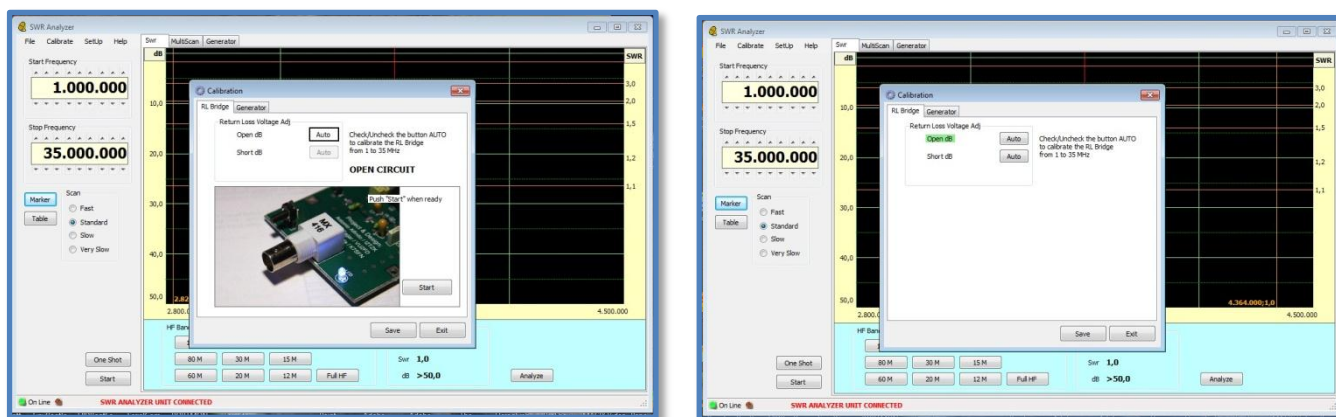 SWR Analyzer
File Calibrate SetUp Help
Swr MultiScan Generator
Start Frequency
1.000.000
Stop Frequency
35.000.000
Marker
Table
Scan
Fast
Standard
Slow
Very Slow
One Shot
Start
dB
10,0
20,0
30,0
40,0
50,0
SWR
3,0
2,0
1,5
1,2
1,1
Calibration
RL Bridge Generator
Return Loss Voltage Adj
Open dB Auto
Short dB Auto
Check/Uncheck the button AUTO
to calibrate the RL Bridge
from 1 to 35 MHz
OPEN CIRCUIT
Push "Start" when ready
MX
416
Start
Save Exit
4.500.000
80 M 30 M 15 M
60 M 20 M 12 M Full HF
Swr 1,0
dB >50,0
Analyze
On Line SWR ANALYZER UNIT CONNECTED
SWR Analyzer
File Calibrate SetUp Help
Swr MultiScan Generator
Start Frequency
1.000.000
Stop Frequency
35.000.000
Marker
Table
Scan
Fast
Standard
Slow
Very Slow
One Shot
Start
dB
10,0
20,0
30,0
40,0
50,0
SWR
3,0
2,0
1,5
1,2
1,1
Calibration
RL Bridge Generator
Return Loss Voltage Adj
Open dB Auto
Short dB Auto
Check/Uncheck the button AUTO
to calibrate the RL Bridge
from 1 to 35 MHz
Save Exit
4.364.000;1,0
4.500.000
80 M 30 M 15 M
60 M 20 M 12 M Full HF
Swr 1,0
dB >50,0
Analyze
On Line SWR ANALYZER UNIT CONNECTED